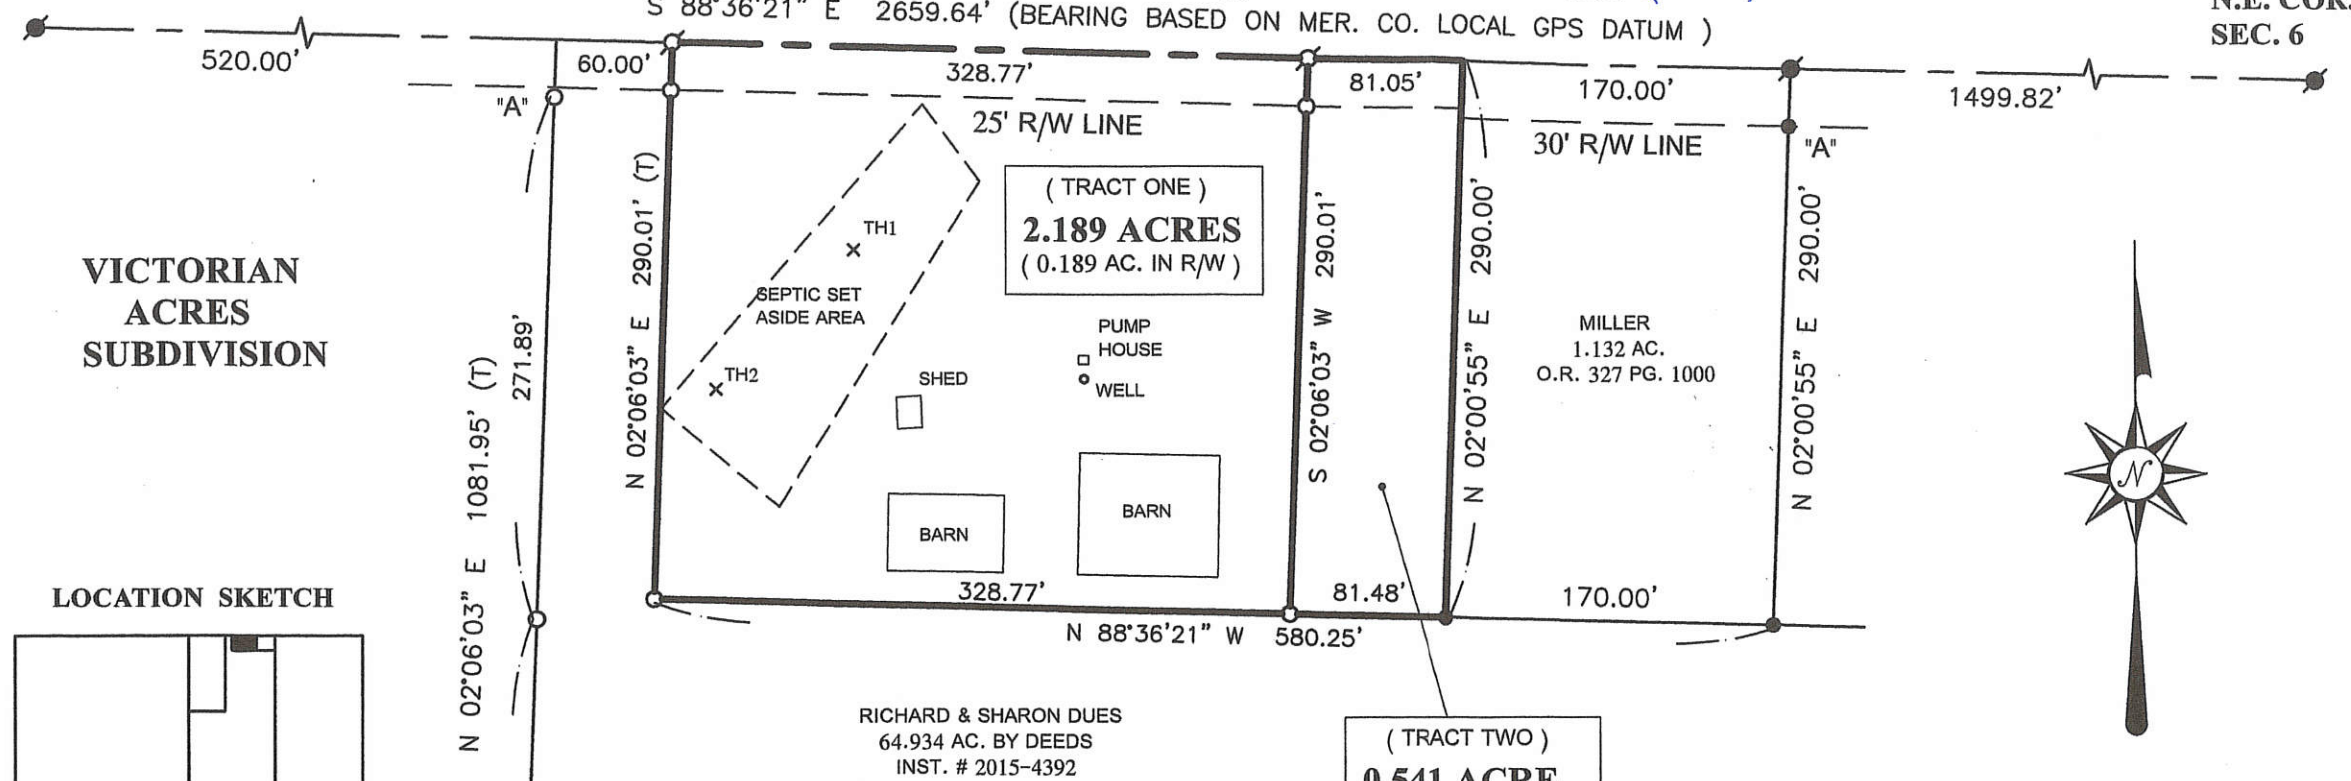 S 88°36'21" E 2659.64' (BEARING BASED ON MER. CO. LOCAL GPS DATUM )
N.E. COR.
SEC. 6
520.00'
60.00'
328.77'
81.05'
170.00'
1499.82'
"A"
25' R/W LINE
30' R/W LINE
"A"
( TRACT ONE )
2.189 ACRES
( 0.189 AC. IN R/W )
N 02°06'03" E 290.01' (T)
S 02°06'03" W 290.01'
N 02°00'55" E 290.00'
N 02°00'55" E 290.00'
TH1
SEPTIC SET
ASIDE AREA
TH2
VICTORIAN
ACRES
SUBDIVISION
271.89'
N 02°06'03" E 1081.95' (T)
PUMP
HOUSE
WELL
SHED
BARN
BARN
MILLER
1.132 AC.
O.R. 327 PG. 1000
N
328.77'
81.48'
170.00'
N 88°36'21" W 580.25'
LOCATION SKETCH
RICHARD & SHARON DUES
64.934 AC. BY DEEDS
INST. # 2015-4392
( TRACT TWO )
0.541 ACRE